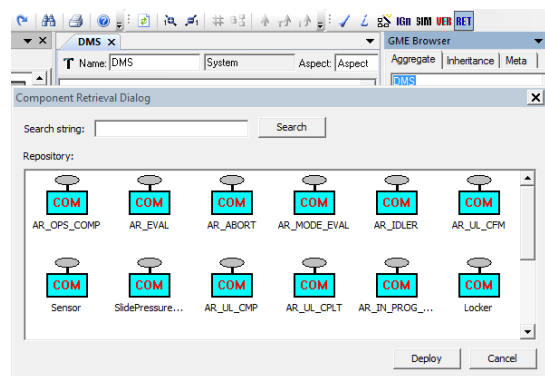 IGn SIM VER RET
DMS
GME Browser
Name: DMS System Aspect: Aspect
Aggregate Inheritance Meta
DMS
Component Retrieval Dialog
Search string: Search
Repository:
COM COM COM COM COM COM
AR_OPS_COMP AR_EVAL AR_ABORT AR_MODE_EVAL AR_IDLER AR_UL_CFM
COM COM COM COM COM COM
Sensor SlidePressure... AR_UL_CMP AR_UL_CPLT AR_IN_PROG_... Locker
Deploy Cancel